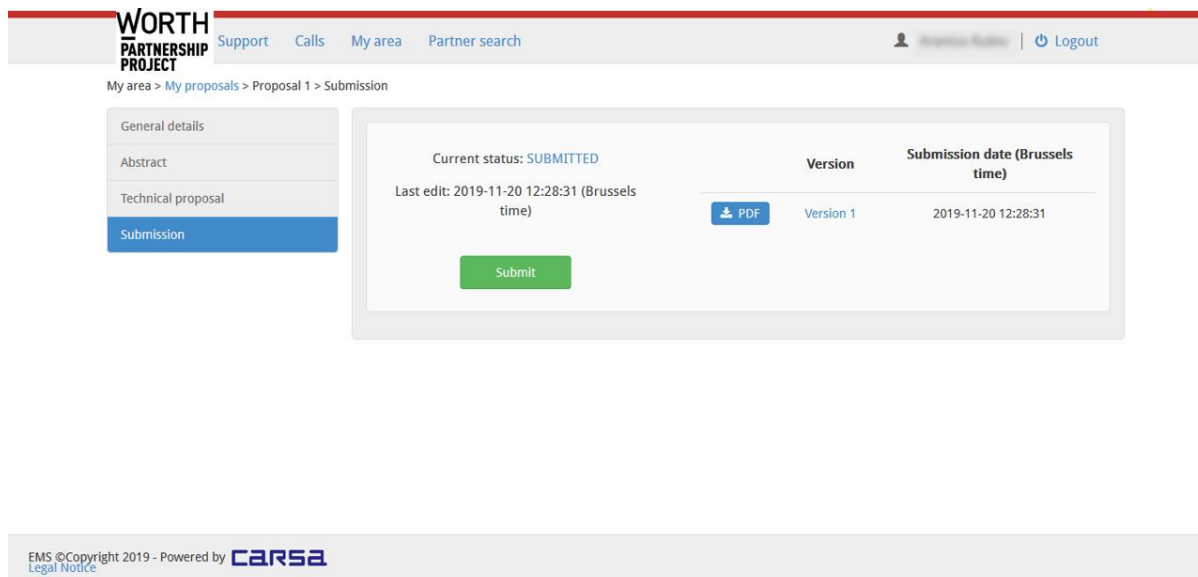 WORTH
PARTNERSHIP
PROJECT
Support Calls My area Partner search
Logout
My area > My proposals > Proposal 1 > Submission
General details
Abstract
Technical proposal
Submission
Current status: SUBMITTED
Last edit: 2019-11-20 12:28:31 (Brussels
time)
Submit
Version Submission date (Brussels
time)
PDF Version 1 2019-11-20 12:28:31
EMS ©Copyright 2019 - Powered by carsa
Legal Notice